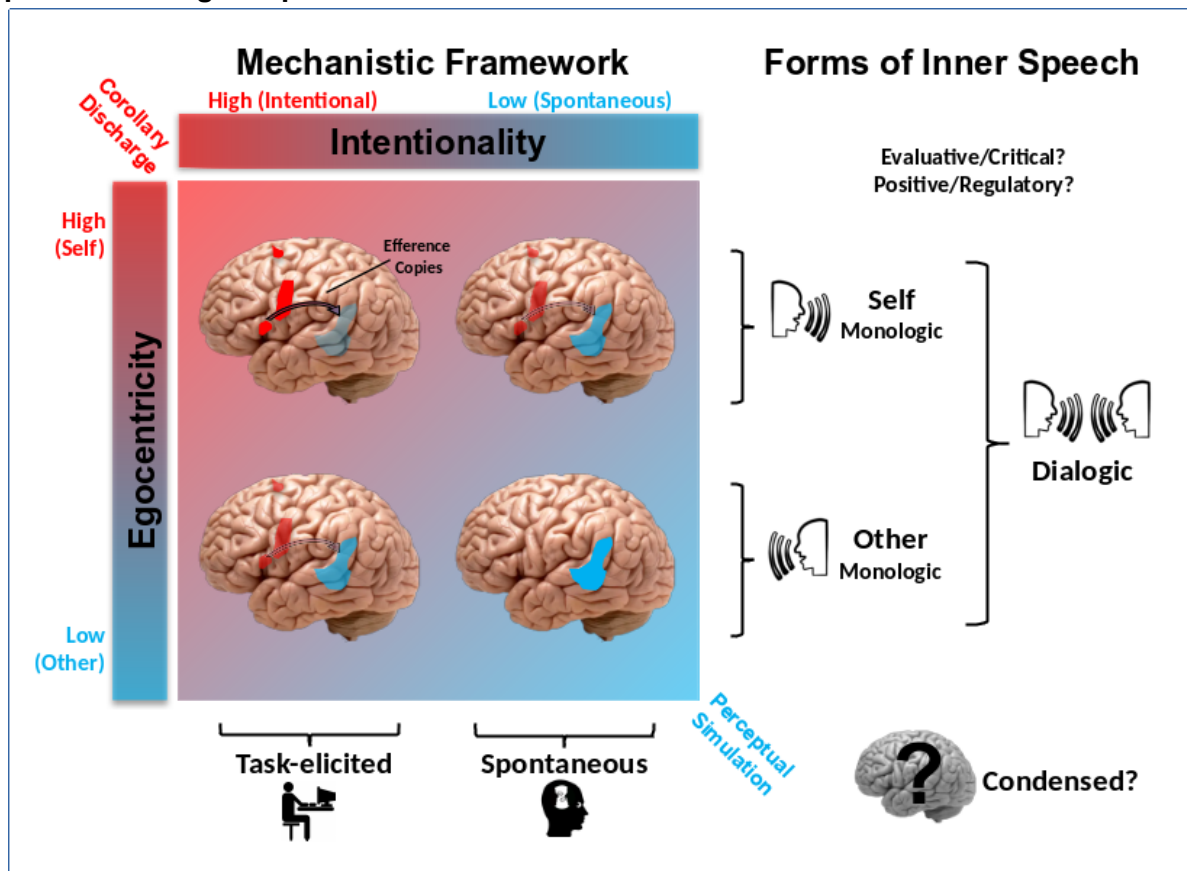 Mechanistic Framework
Forms of Inner Speech
Corollary
Discharge
High (Intentional)
Low (Spontaneous)
Intentionality
Evaluative/Critical?
Positive/Regulatory?
High
(Self)
Efference
Copies
Self
Monologic
Egocentricity
Dialogic
Other
Monologic
Low
(Other)
Perceptual
Simulation
Task-elicited
Spontaneous
?
Condensed?